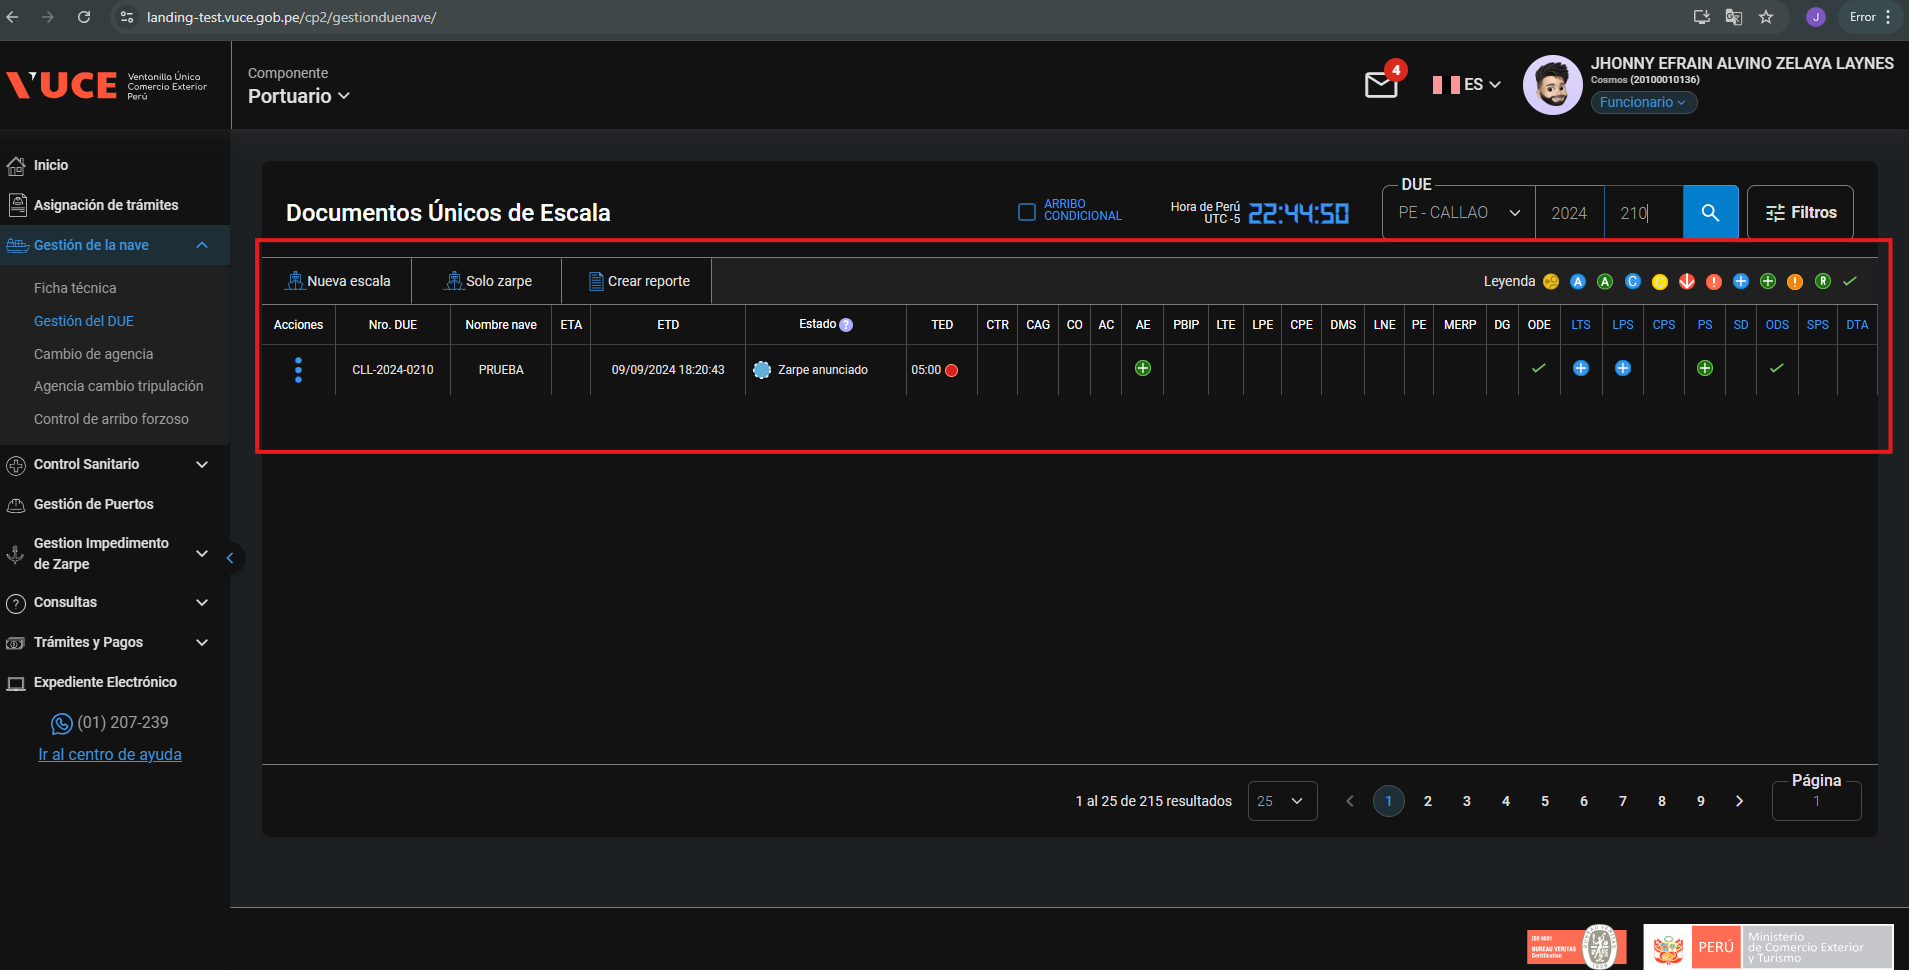 landing-test.vuce.gob.pe/cp2/gestionduenave/
J
Error
VUCE
Ventanilla Única
Comercio Exterior
Perú
Componente
Portuario
4
ES
JHONNY EFRAIN ALVINO ZELAYA LAYNES
Cosmos (20100010136)
Funcionario
Inicio
Asignación de trámites
Gestión de la nave
Ficha técnica
Gestión del DUE
Cambio de agencia
Agencia cambio tripulación
Control de arribo forzoso
Control Sanitario
Gestión de Puertos
Gestion Impedimento
de Zarpe
Consultas
Trámites y Pagos
Expediente Electrónico
(01) 207-239
Ir al centro de ayuda
Documentos Únicos de Escala
ARRIBO
CONDICIONAL
Hora de Perú
UTC -5
22:44:50
DUE
PE - CALLAO
2024
210
Filtros
Nueva escala
Solo zarpe
Crear reporte
Leyenda A A C C ! + + ! R
Acciones Nro. DUE Nombre nave ETA ETD Estado ? TED CTR CAG CO AC AE PBIP LTE LPE CPE DMS LNE PE MERP DG ODE LTS LPS CPS PS SD ODS SPS DTA
CLL-2024-0210 PRUEBA 09/09/2024 18:20:43 Zarpe anunciado 05:00
1 al 25 de 215 resultados
25
1 2 3 4 5 6 7 8 9
Página
1
ISO 9001
BUREAU VERITAS
Certification
PERÚ
Ministerio
de Comercio Exterior
y Turismo